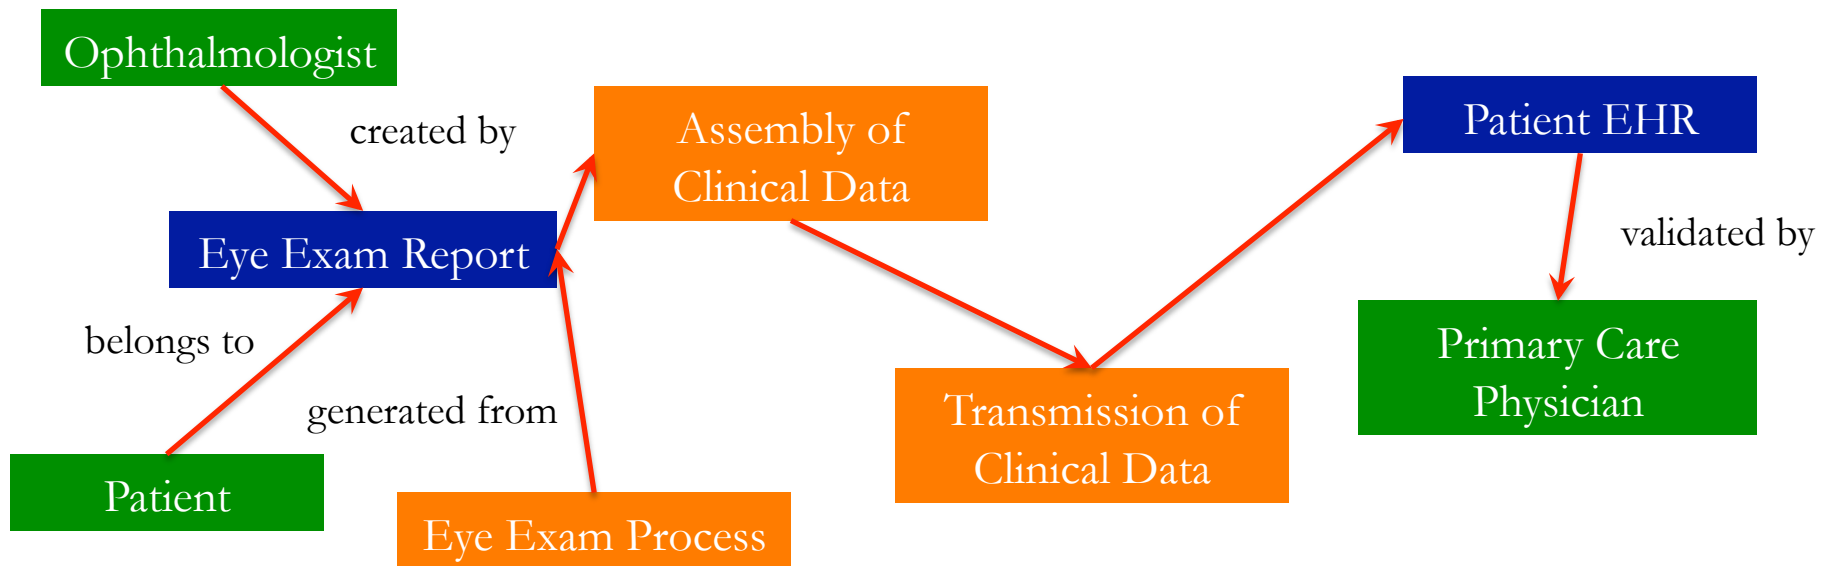 Ophthalmologist
created by
Assembly of
Clinical Data
Patient EHR
Eye Exam Report
validated by
belongs to
Primary Care
Physician
generated from
Transmission of
Clinical Data
Patient
Eye Exam Process